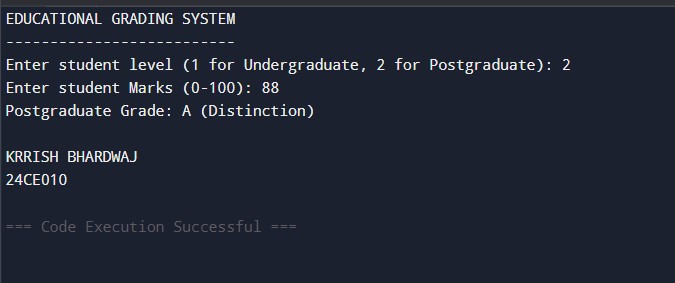 EDUCATIONAL GRADING SYSTEM
--------------------------
Enter student level (1 for Undergraduate, 2 for Postgraduate): 2
Enter student Marks (0-100): 88
Postgraduate Grade: A (Distinction)
KRRISH BHARDWAJ
24CE010
=== Code Execution Successful ===